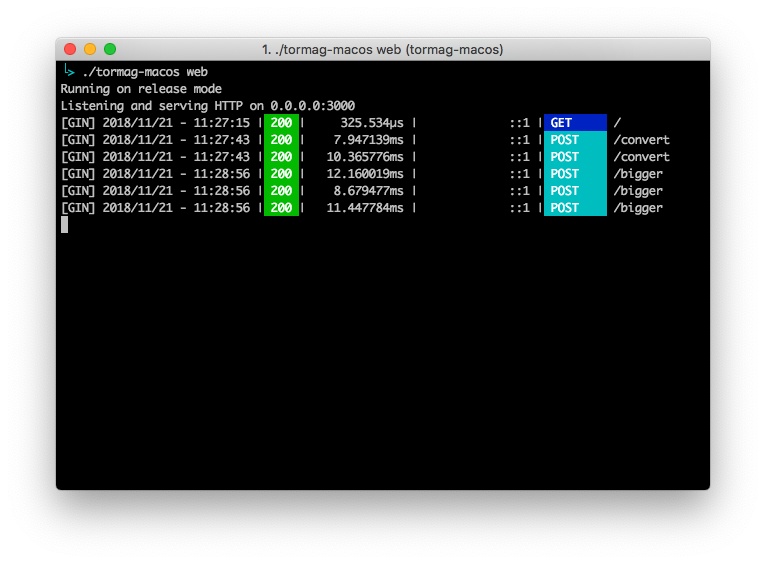 1. ./tormag-macos web (tormag-macos)
./tormag-macos web
Running on release mode
Listening and serving HTTP on 0.0.0.0:3000
[GIN] 2018/11/21 - 11:27:15 | 200 | 325.534µs | ::1 | GET /
[GIN] 2018/11/21 - 11:27:43 | 200 | 7.947139ms | ::1 | POST /convert
[GIN] 2018/11/21 - 11:27:43 | 200 | 10.365776ms | ::1 | POST /convert
[GIN] 2018/11/21 - 11:28:56 | 200 | 12.160019ms | ::1 | POST /bigger
[GIN] 2018/11/21 - 11:28:56 | 200 | 8.679477ms | ::1 | POST /bigger
[GIN] 2018/11/21 - 11:28:56 | 200 | 11.447784ms | ::1 | POST /bigger